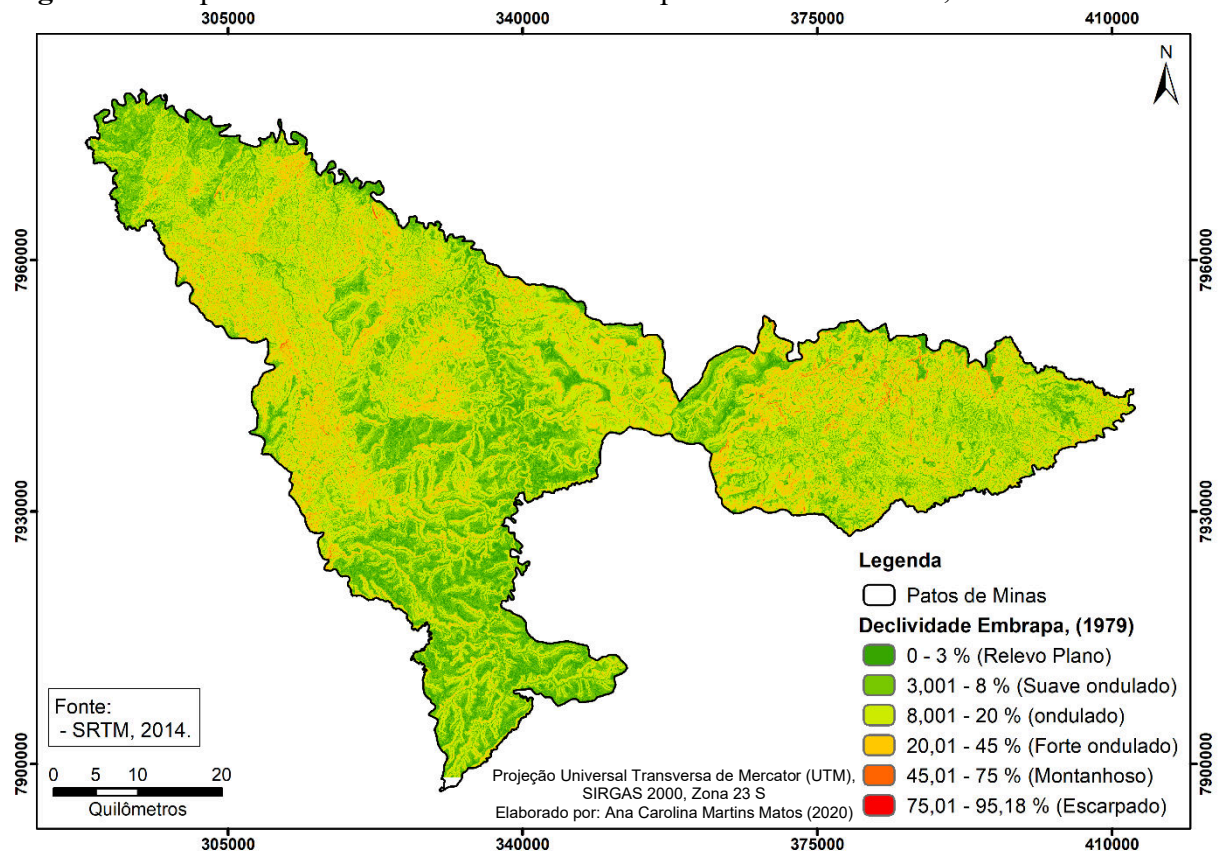 305000 340000 375000 410000
N
7960000 7960000
7930000 7930000
7900000 7900000
Legenda
Patos de Minas
Declividade Embrapa, (1979)
0 - 3 % (Relevo Plano)
3,001 - 8 % (Suave ondulado)
8,001 - 20 % (ondulado)
20,01 - 45 % (Forte ondulado)
45,01 - 75 % (Montanhoso)
75,01 - 95,18 % (Escarpado)
Fonte:
- SRTM, 2014.
0 5 10 20
Quilômetros
Projeção Universal Transversa de Mercator (UTM),
SIRGAS 2000, Zona 23 S
Elaborado por: Ana Carolina Martins Matos (2020)
305000 340000 375000 410000